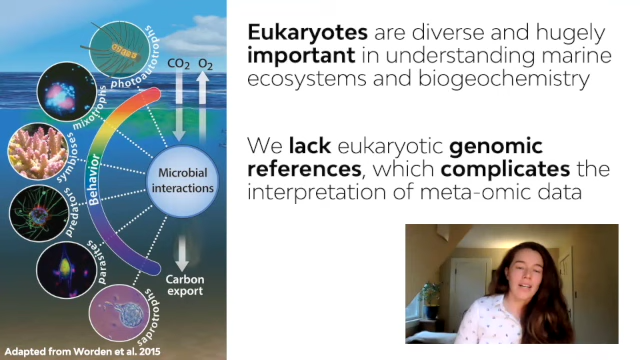 Eukaryotes are diverse and hugely
important in understanding marine
ecosystems and biogeochemistry
We lack eukaryotic genomic
references, which complicates the
interpretation of meta-omic data
photoautotrophs
mixotrophs
symbioses
predators
parasites
saprotrophs
Behavior
CO2 O2
Microbial
interactions
Carbon
export
Adapted from Worden et al. 2015